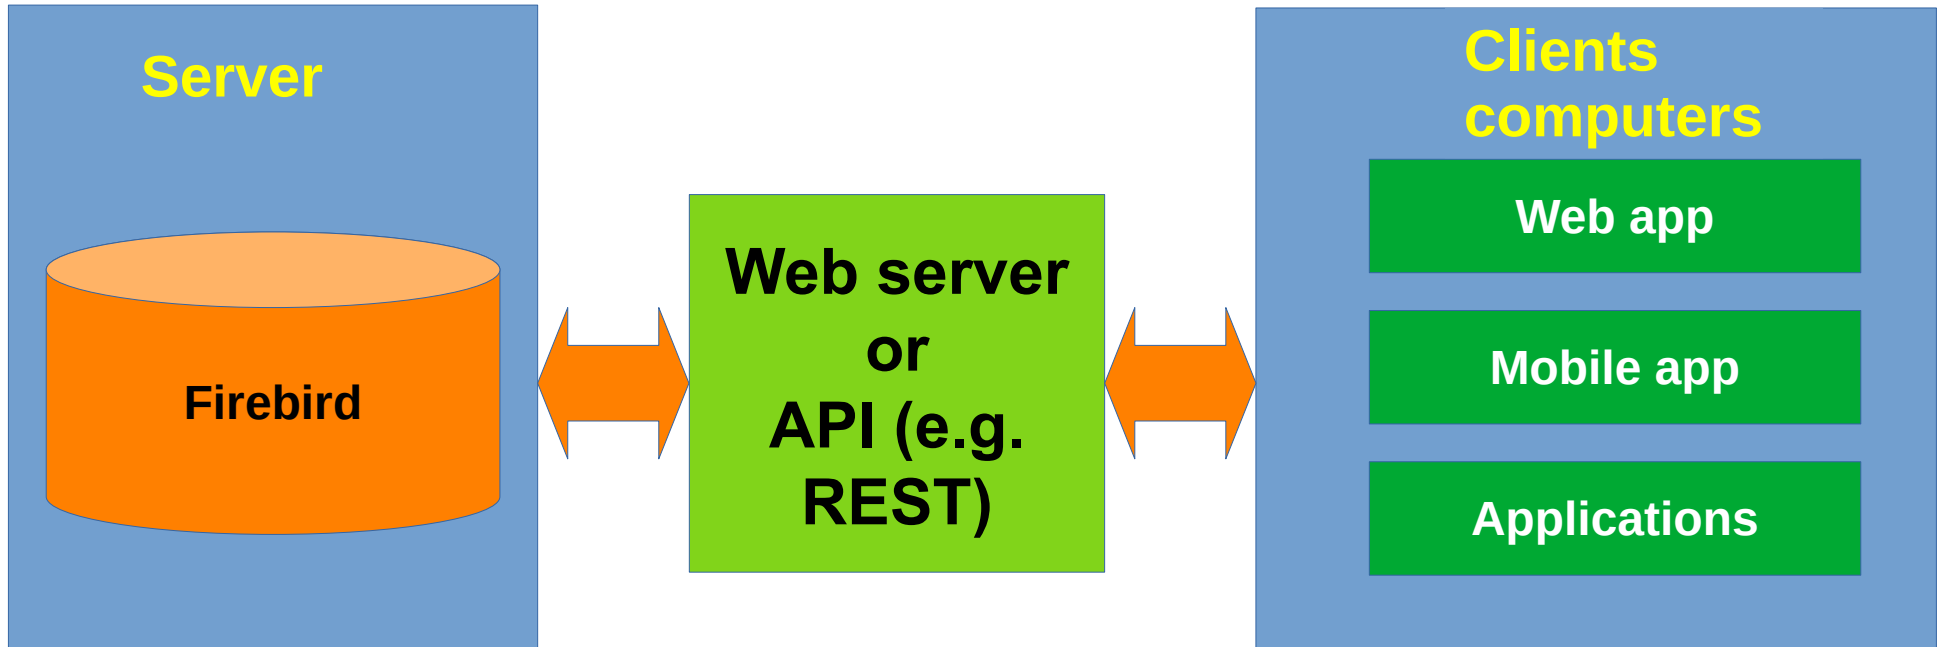 Server
Firebird
Web server
or
API (e.g.
REST)
Clients
computers
Web app
Mobile app
Applications